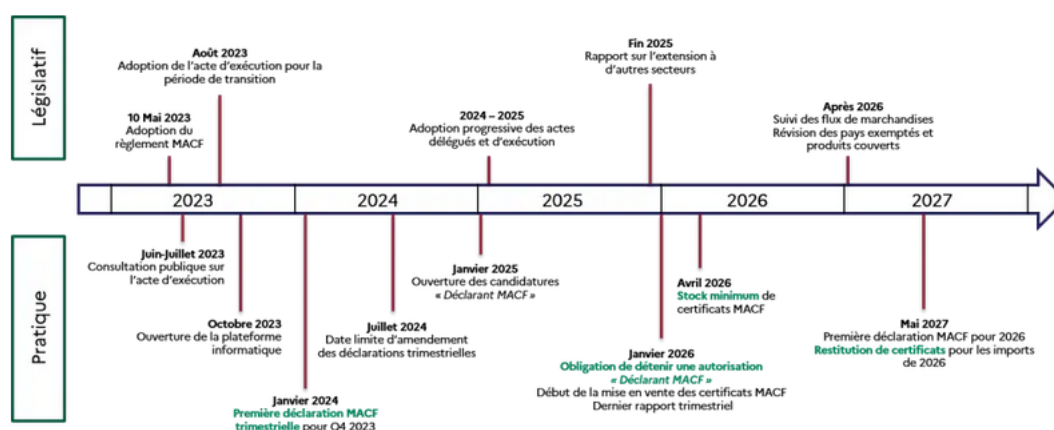 Législatif
Août 2023
Adoption de l'acte d'exécution pour la
période de transition
10 Mai 2023
Adoption du
règlement MACF
2024 – 2025
Adoption progressive des actes
délégués et d'exécution
Fin 2025
Rapport sur l'extension à
d'autres secteurs
Après 2026
Suivi des flux de marchandises
Révision des pays exemptés et
produits couverts
2023
2024
2025
2026
2027
Pratique
Juin-Juillet 2023
Consultation publique sur
l'acte d'exécution
Octobre 2023
Ouverture de la plateforme
informatique
Janvier 2024
Première déclaration MACF
trimestrielle pour Q4 2023
Juillet 2024
Date limite d'amendement
des déclarations trimestrielles
Janvier 2025
Ouverture des candidatures
« Déclarant MACF »
Janvier 2026
Obligation de détenir une autorisation
« Déclarant MACF »
Début de la mise en vente des certificats MACF
Dernier rapport trimestriel
Avril 2026
Stock minimum de
certificats MACF
Mai 2027
Première déclaration MACF pour 2026
Restitution de certificats pour les imports
de 2026